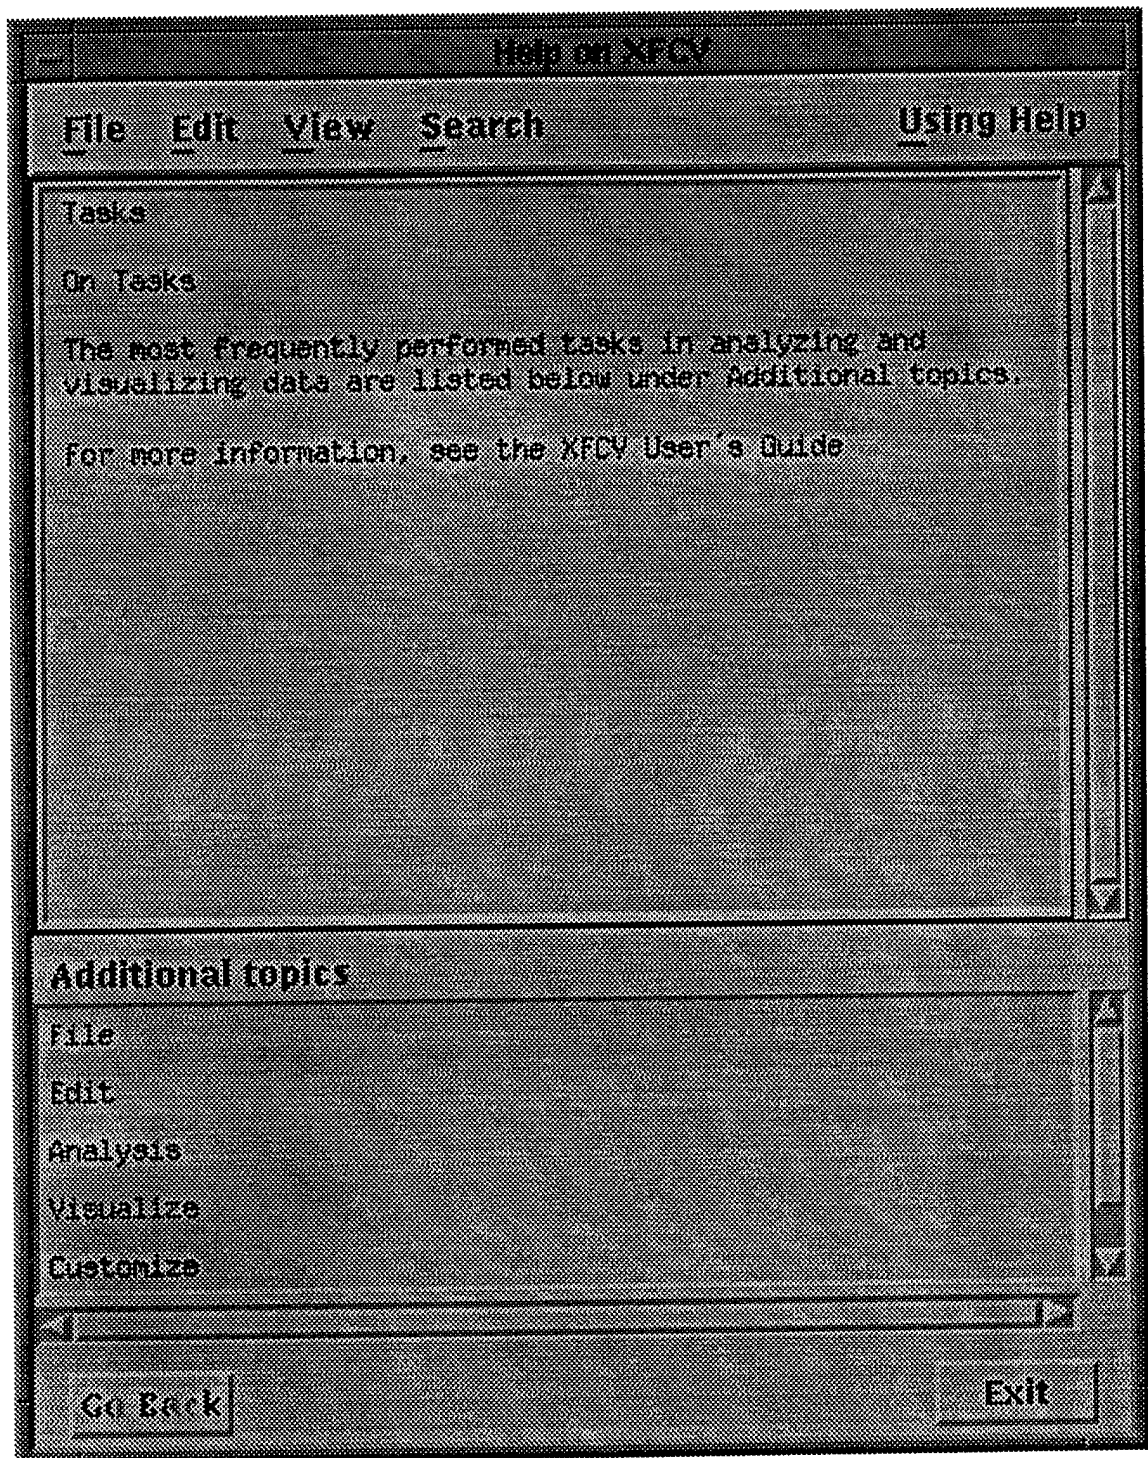 Help on XFCV
File Edit View Search Using Help
Tasks
On Tasks
The most frequently performed tasks in analyzing and
visualizing data are listed below under Additional topics.
For more information, see the XFCV User's Guide
Additional topics
File
Edit
Analysis
Visualize
Customize
Go Back
Exit